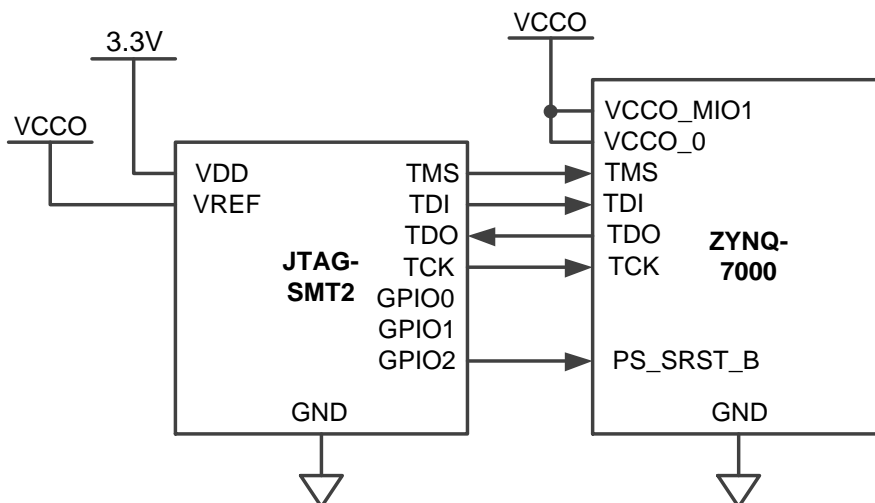 VCCO
3.3V
VCCO
VDD
VREF
TMS
TDI
TDO
TCK
GPIO0
GPIO1
GPIO2
JTAG-
SMT2
GND
VCCO_MIO1
VCCO_0
TMS
TDI
TDO
TCK
ZYNQ-
7000
PS_SRST_B
GND